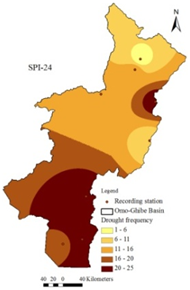 N
SPI-24
Legend
Recording station
Omo-Ghibe Basin
Drought frequency
1 - 6
6 - 11
11 - 16
16 - 20
20 - 25
40 20 0 40 Kilometers